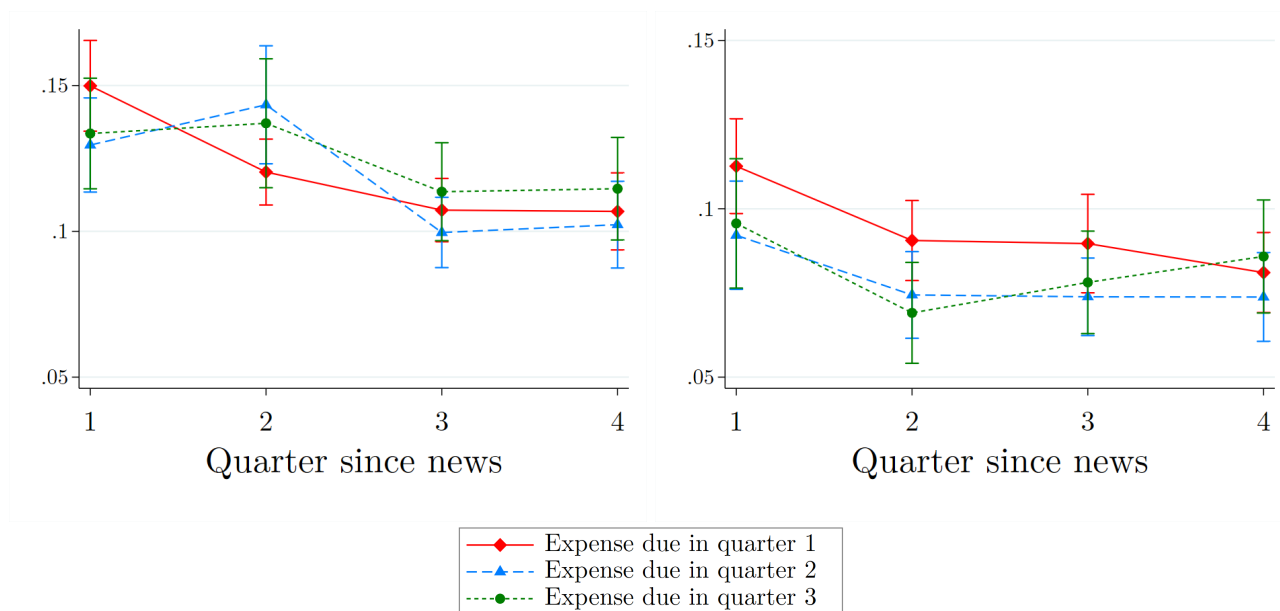 .15
.1
.05
1 2 3 4
Quarter since news
.15
.1
.05
1 2 3 4
Quarter since news
Expense due in quarter 1
Expense due in quarter 2
Expense due in quarter 3